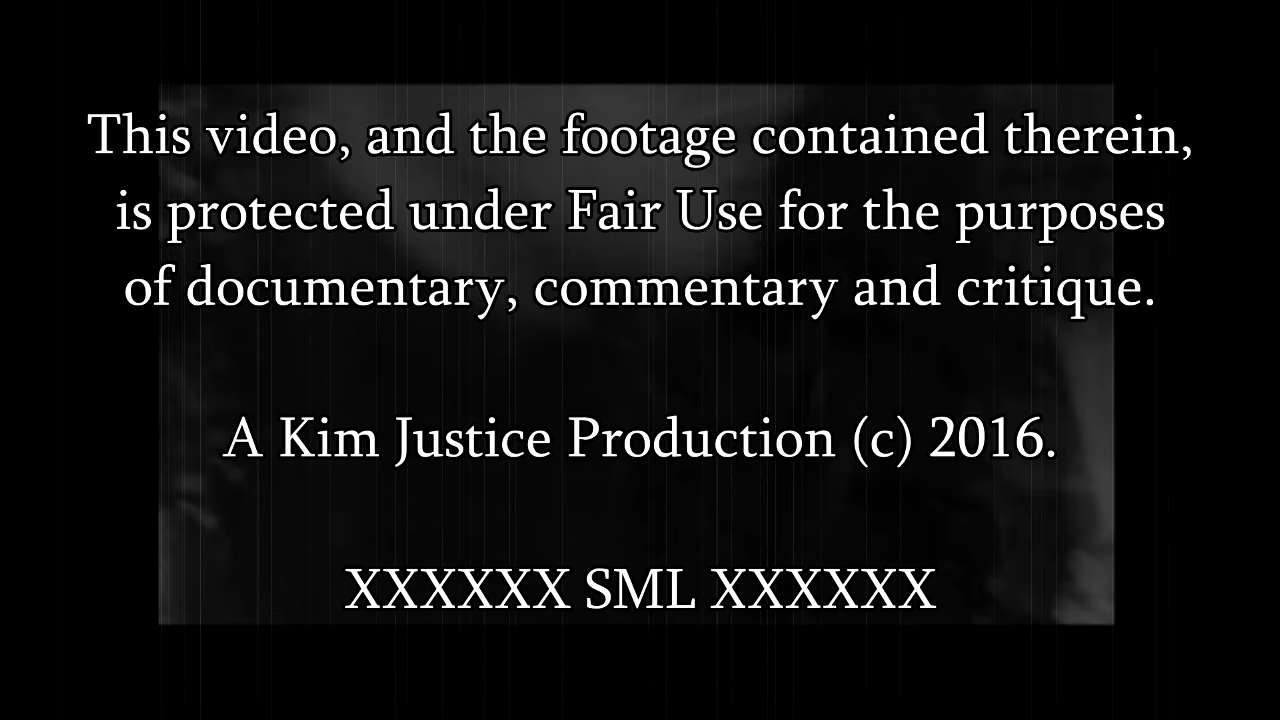 This video, and the footage contained therein,
is protected under Fair Use for the purposes
of documentary, commentary and critique.
A Kim Justice Production (c) 2016.
XXXXXX SML XXXXXX